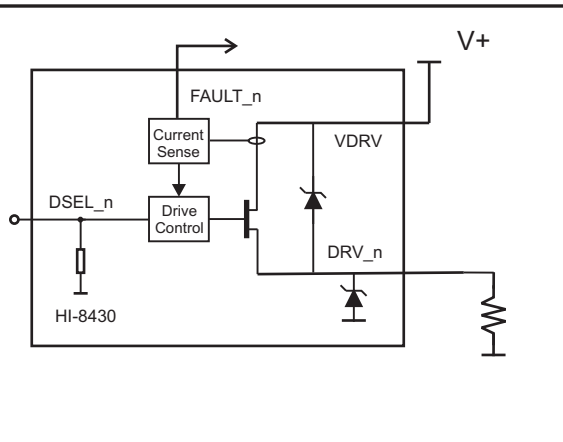 V+
FAULT_n
Current
Sense
VDRV
DSEL_n
Drive
Control
DRV_n
HI-8430